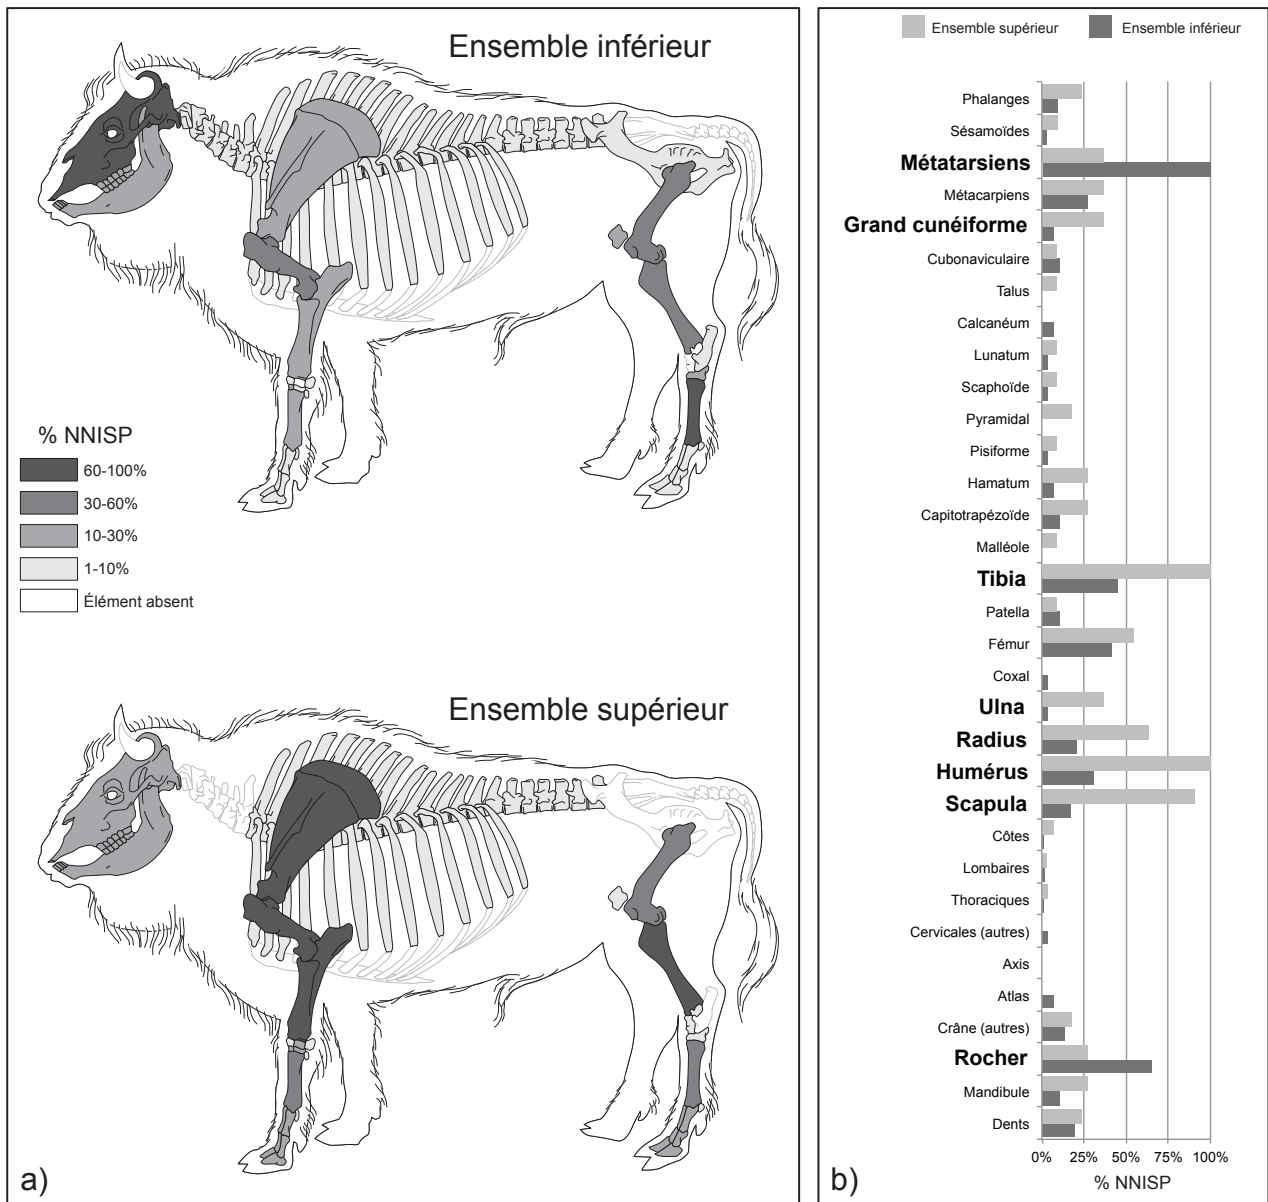 Ensemble inférieur
% NNISP
60-100%
30-60%
10-30%
1-10%
Élément absent
Ensemble supérieur
a)
Ensemble supérieur Ensemble inférieur
Phalanges
Sésamoïdes
Métatarsiens
Métacarpiens
Grand cunéiforme
Cubonaviculaire
Talus
Calcanéum
Lunatum
Scaphoïde
Pyramidal
Pisiforme
Hamatum
Capitotrapézoïde
Malléole
Tibia
Patella
Fémur
Coxal
Ulna
Radius
Humérus
Scapula
Côtes
Lombaires
Thoraciques
Cervicales (autres)
Axis
Atlas
Crâne (autres)
Rocher
Mandibule
Dents
0% 25% 50% 75% 100%
% NNISP
b)